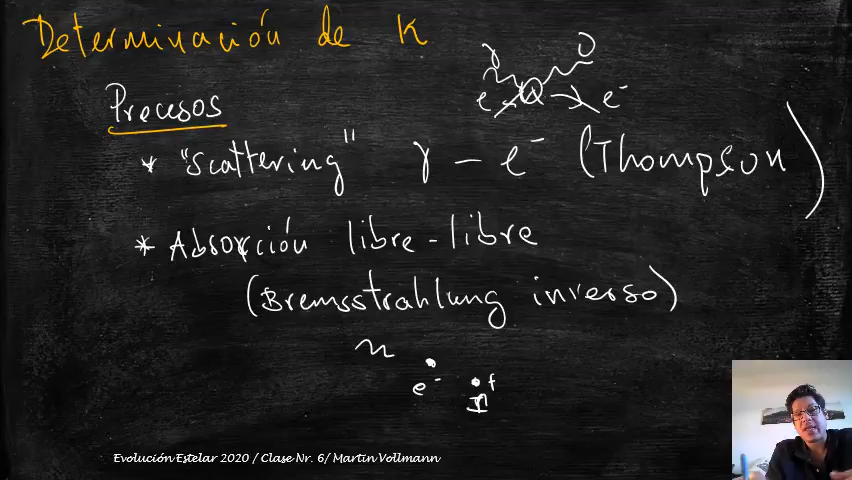 Determinación de K
γ
e⁻ e⁻
Procesos
* "Scattering" γ - e⁻ (Thompson)
* Absorción libre-libre
(Bremsstrahlung inverso)
e⁻ +
Evolución Estelar 2020 / Clase Nr. 6/ Martin Vollmann